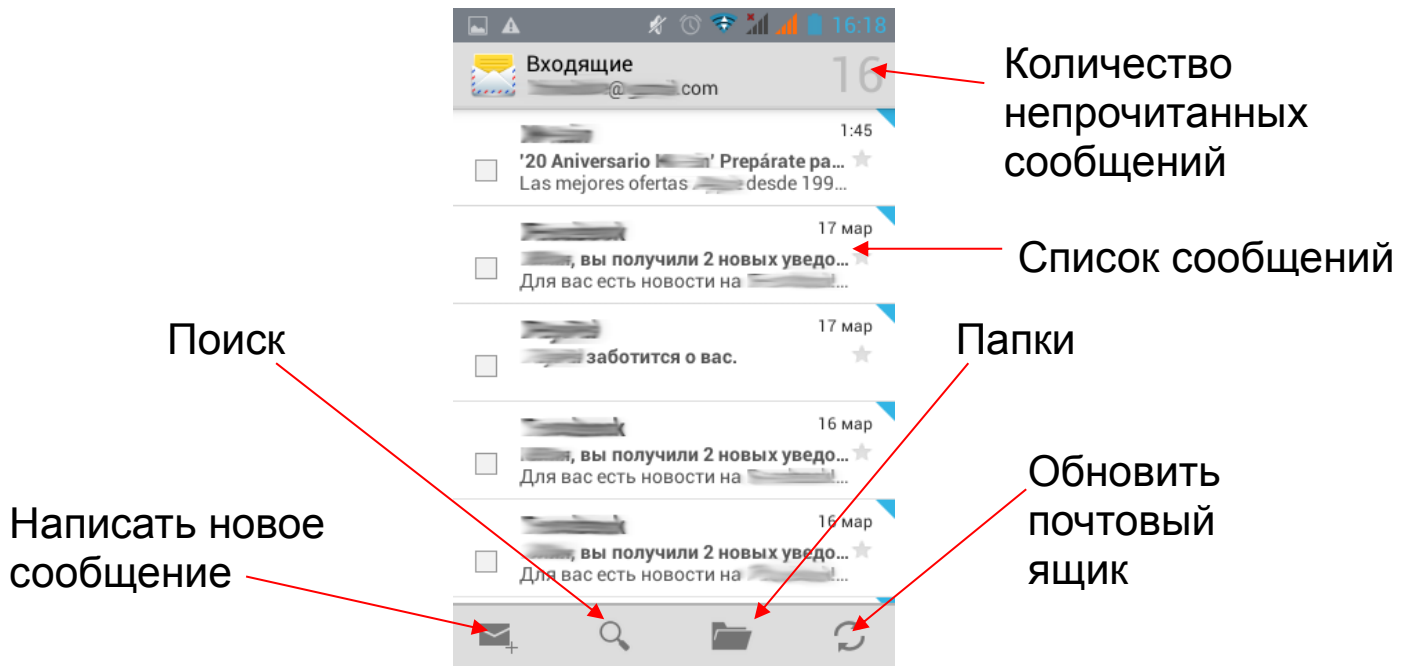 16:18
Входящие
@ .com
16
Количество
непрочитанных
сообщений
1:45
'20 Aniversario ' Prepárate pa...
Las mejores ofertas desde 199...
17 мар
, вы получили 2 новых уведо...
Для вас есть новости на ...
Список сообщений
17 мар
заботится о вас.
Поиск
Папки
16 мар
, вы получили 2 новых уведо...
Для вас есть новости на ...
16 мар
, вы получили 2 новых уведо...
Для вас есть новости на ...
Написать новое
сообщение
Обновить
почтовый
ящик